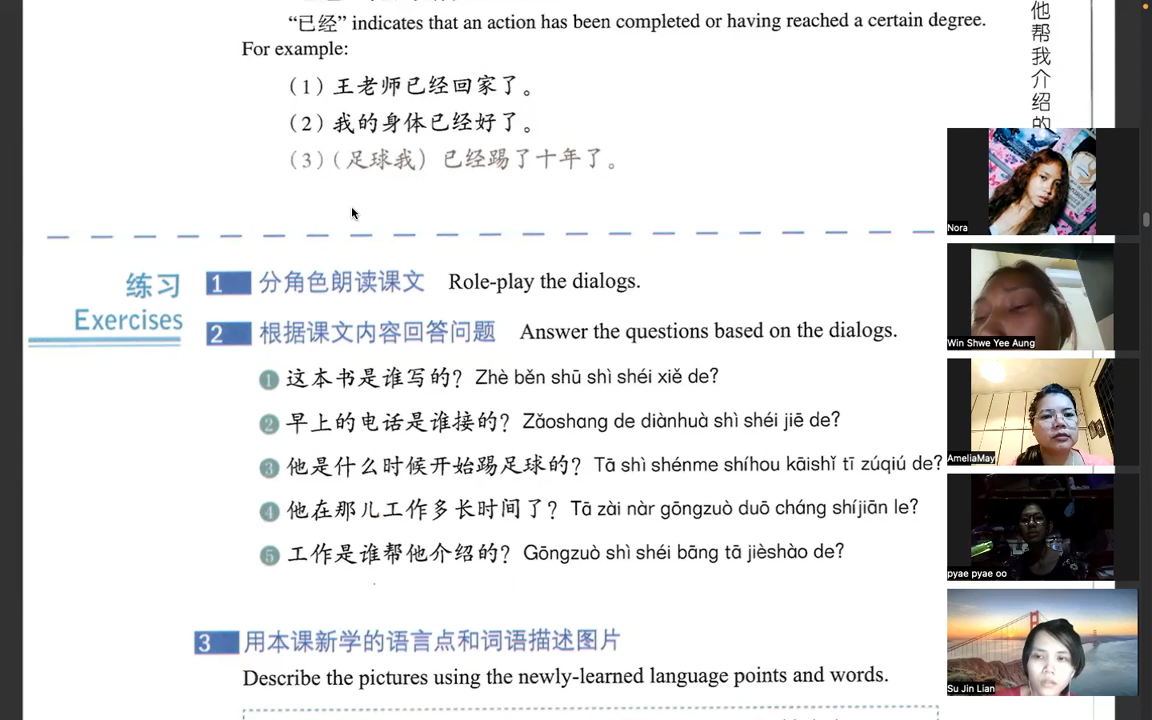 “已经” indicates that an action has been completed or having reached a certain degree.
For example:
（1）王老师已经回家了。
（2）我的身体已经好了。
（3）（足球我）已经踢了十年了。
他帮我介绍的
练习
Exercises
1 分角色朗读课文 Role-play the dialogs.
2 根据课文内容回答问题 Answer the questions based on the dialogs.
1 这本书是谁写的？ Zhè běn shū shì shéi xiě de?
2 早上的电话是谁接的？ Zǎoshang de diànhuà shì shéi jiē de?
3 他是什么时候开始踢足球的？ Tā shì shénme shíhou kāishǐ tī zúqiú de?
4 他在那儿工作多长时间了？ Tā zài nàr gōngzuò duō cháng shíjiān le?
5 工作是谁帮他介绍的？ Gōngzuò shì shéi bāng tā jièshào de?
3 用本课新学的语言点和词语描述图片
Describe the pictures using the newly-learned language points and words.
Nora
Win Shwe Yee Aung
AmeliaMay
pyae pyae oo
Su Jin Lian